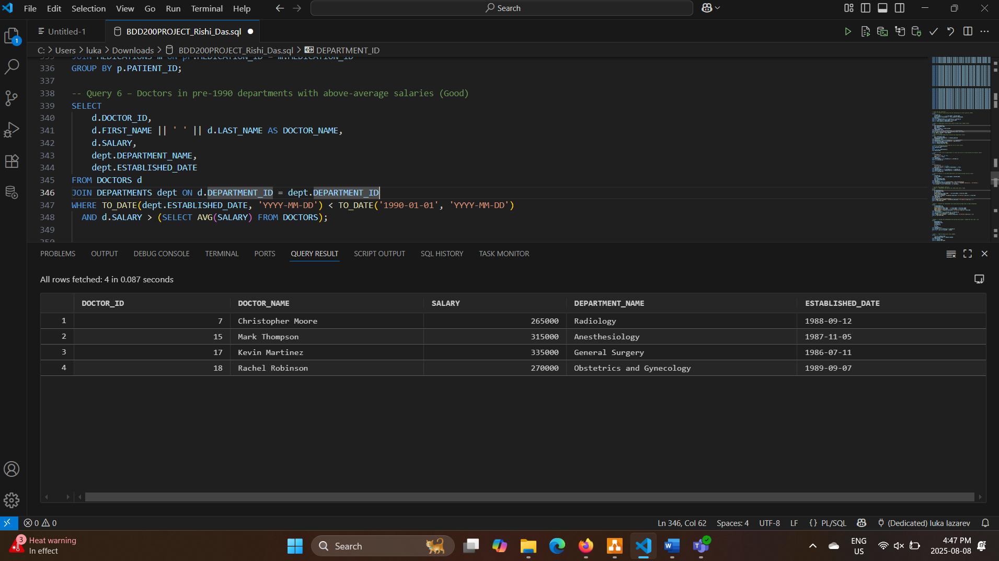 File Edit Selection View Go Run Terminal Help
Search
Untitled-1
BDD200PROJECT_Rishi_Das.sql
C: > Users > luka > Downloads > BDD200PROJECT_Rishi_Das.sql > DEPARTMENT_ID
335 JOIN MEDICATIONS m ON pr.MEDICATION_ID = m.MEDICATION_ID
336 GROUP BY p.PATIENT_ID;
337
338 -- Query 6 – Doctors in pre-1990 departments with above-average salaries (Good)
339 SELECT
340 d.DOCTOR_ID,
341 d.FIRST_NAME || ' ' || d.LAST_NAME AS DOCTOR_NAME,
342 d.SALARY,
343 dept.DEPARTMENT_NAME,
344 dept.ESTABLISHED_DATE
345 FROM DOCTORS d
346 JOIN DEPARTMENTS dept ON d.DEPARTMENT_ID = dept.DEPARTMENT_ID
347 WHERE TO_DATE(dept.ESTABLISHED_DATE, 'YYYY-MM-DD') < TO_DATE('1990-01-01', 'YYYY-MM-DD')
348 AND d.SALARY > (SELECT AVG(SALARY) FROM DOCTORS);
349
350
PROBLEMS OUTPUT DEBUG CONSOLE TERMINAL PORTS QUERY RESULT SCRIPT OUTPUT SQL HISTORY TASK MONITOR
All rows fetched: 4 in 0.087 seconds
DOCTOR_ID DOCTOR_NAME SALARY DEPARTMENT_NAME ESTABLISHED_DATE
1 7 Christopher Moore 265000 Radiology 1988-09-12
2 15 Mark Thompson 315000 Anesthesiology 1987-11-05
3 17 Kevin Martinez 335000 General Surgery 1986-07-11
4 18 Rachel Robinson 270000 Obstetrics and Gynecology 1989-09-07
0 0 Ln 346, Col 62 Spaces: 4 UTF-8 LF {} PL/SQL (Dedicated) luka lazarev
3 Heat warning
In effect
Search
ENG
US
4:47 PM
2025-08-08